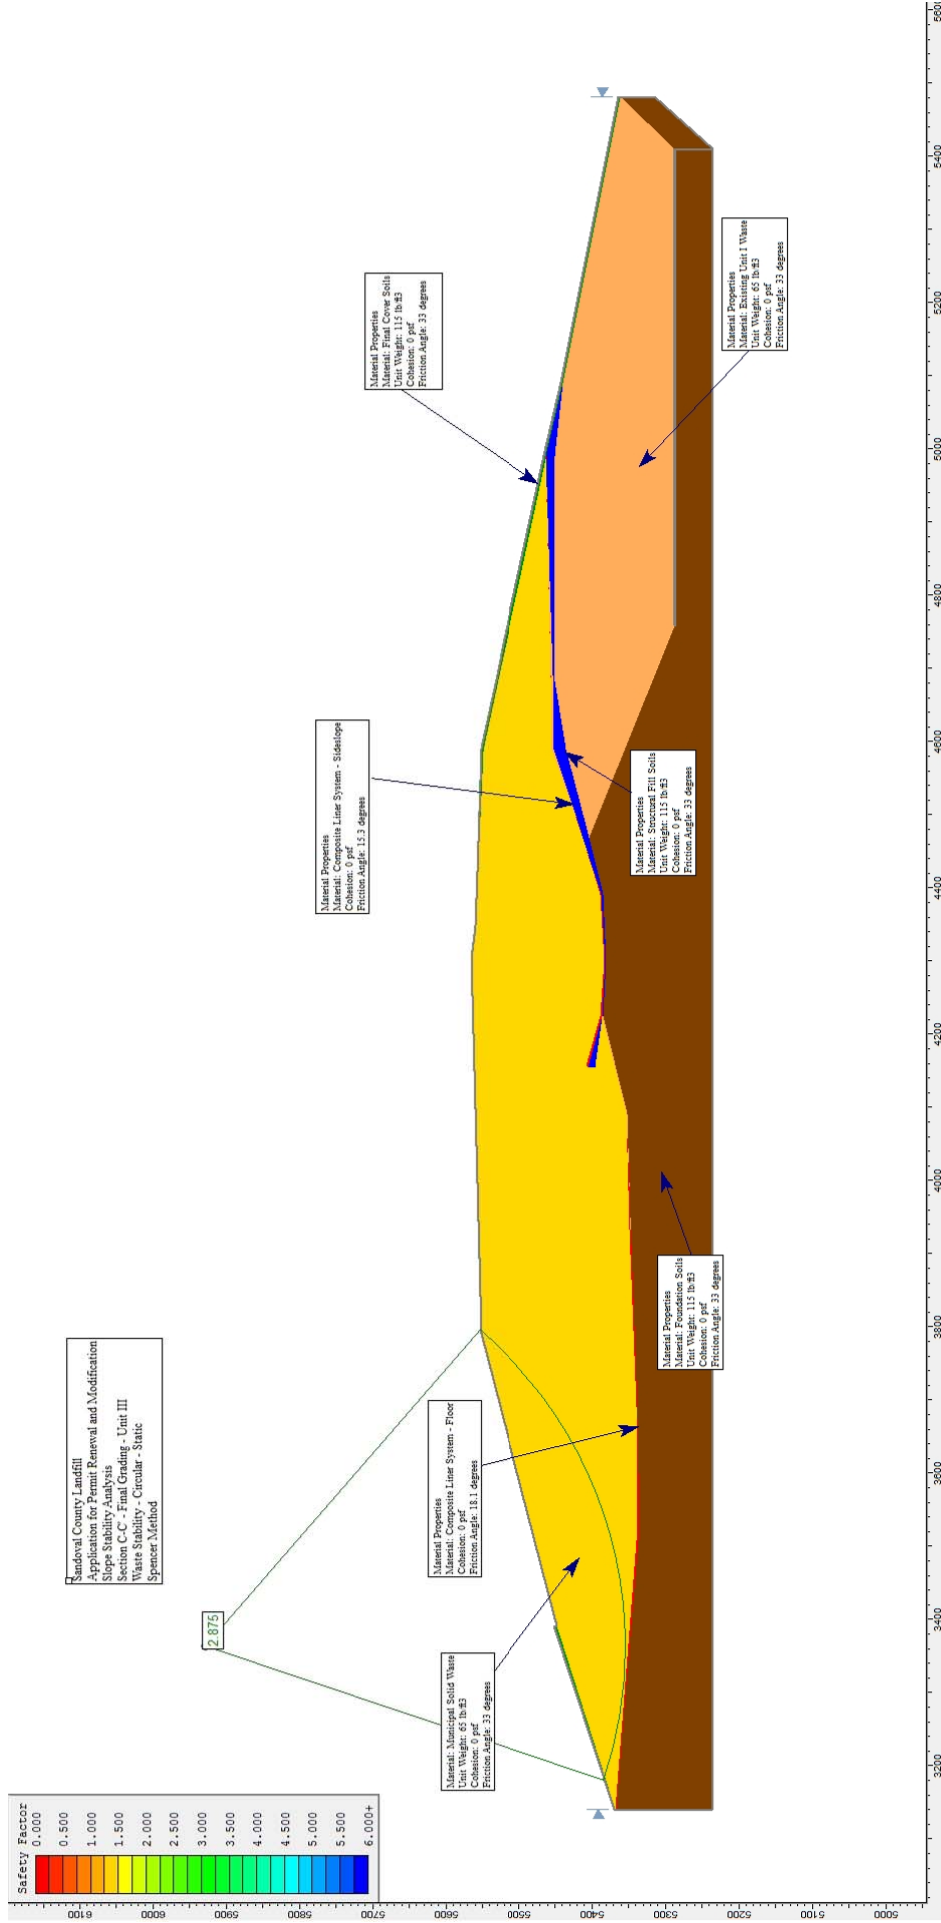 Safety Factor
0.000
0.500
1.000
1.500
2.000
2.500
3.000
3.500
4.000
4.500
5.000
5.500
6.000+
Sandoval County Landfill
Application for Permit Renewal and Modification
Slope Stability Analysis
Section C-C' - Final Grading - Unit III
Waste Stability - Circular - Static
Spencer Method
2.875
Material Properties
Material: Composite Liner System - Sideslope
Cohesion: 0 psf
Friction Angle: 15.3 degrees
Material Properties
Material: Final Cover Soils
Unit Weight: 115 lb/ft3
Cohesion: 0 psf
Friction Angle: 33 degrees
Material: Municipal Solid Waste
Unit Weight: 65 lb/ft3
Cohesion: 0 psf
Friction Angle: 33 degrees
Material Properties
Material: Composite Liner System - Floor
Cohesion: 0 psf
Friction Angle: 18.1 degrees
Material Properties
Material: Structural Fill Soils
Unit Weight: 115 lb/ft3
Cohesion: 0 psf
Friction Angle: 33 degrees
Material Properties
Material: Foundation Soils
Unit Weight: 115 lb/ft3
Cohesion: 0 psf
Friction Angle: 33 degrees
Material Properties
Material: Existing Unit I Waste
Unit Weight: 65 lb/ft3
Cohesion: 0 psf
Friction Angle: 33 degrees
6100
6000
5900
5800
5700
5600
5500
5400
5300
5200
5100
5000
3200
3400
3600
3800
4000
4200
4400
4600
4800
5000
5200
5400
5600